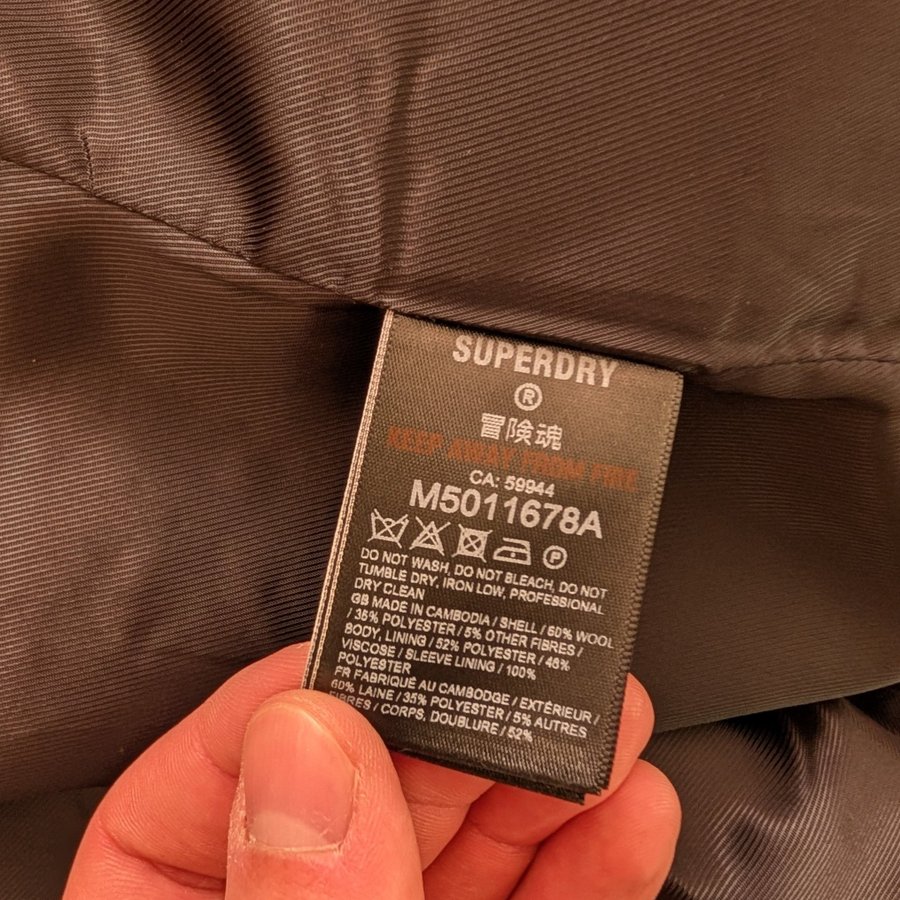 SUPERDRY
®
冒険魂
KEEP AWAY FROM FIRE
CA: 59944
M5011678A
P
DO NOT WASH, DO NOT BLEACH, DO NOT
TUMBLE DRY, IRON LOW, PROFESSIONAL
DRY CLEAN
GB MADE IN CAMBODIA / SHELL / 60% WOOL
/ 35% POLYESTER / 5% OTHER FIBRES /
BODY, LINING / 52% POLYESTER / 48%
VISCOSE / SLEEVE LINING / 100%
POLYESTER
FR FABRIQUÉ AU CAMBODGE / EXTÉRIEUR /
60% LAINE / 35% POLYESTER / 5% AUTRES
FIBRES / CORPS, DOUBLURE / 52%